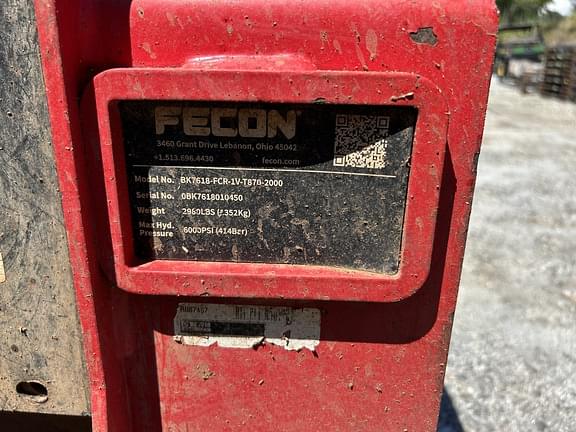 FECON
3460 Grant Drive Lebanon, Ohio 45042
+1.513.696.4430 fecon.com
Model No. BK7618-FCR-1V-T870-2000
Serial No. 0BK7618010450
Weight 2960LBS (1352Kg)
Max Hyd. Pressure 6000PSI (414Bar)